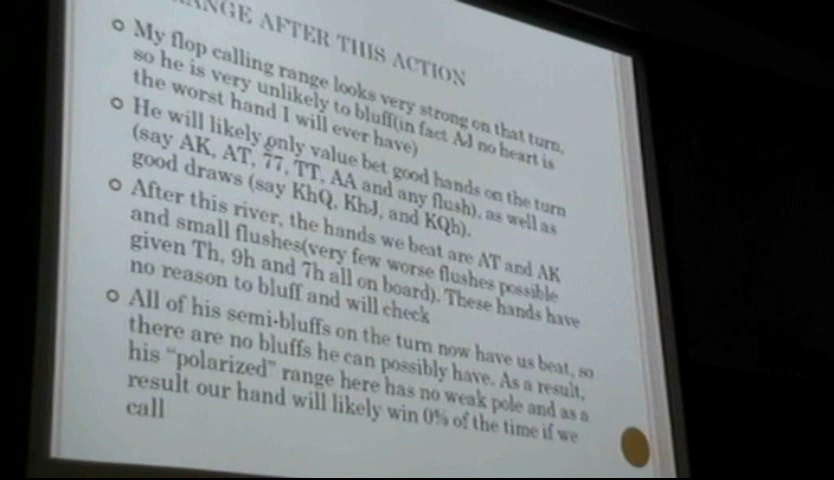 RANGE AFTER THIS ACTION
My flop calling range looks very strong on that turn,
so he is very unlikely to bluff(in fact AJ no heart is
the worst hand I will ever have)
He will likely only value bet good hands on the turn
(say AK, AT, 77, TT, AA and any flush), as well as
good draws (say KhQ, KhJ, and KQh).
After this river, the hands we beat are AT and AK
and small flushes(very few worse flushes possible
given Th, 9h and 7h all on board). These hands have
no reason to bluff and will check
All of his semi-bluffs on the turn now have us beat, so
there are no bluffs he can possibly have. As a result,
his "polarized" range here has no weak pole and as a
result our hand will likely win 0% of the time if we
call